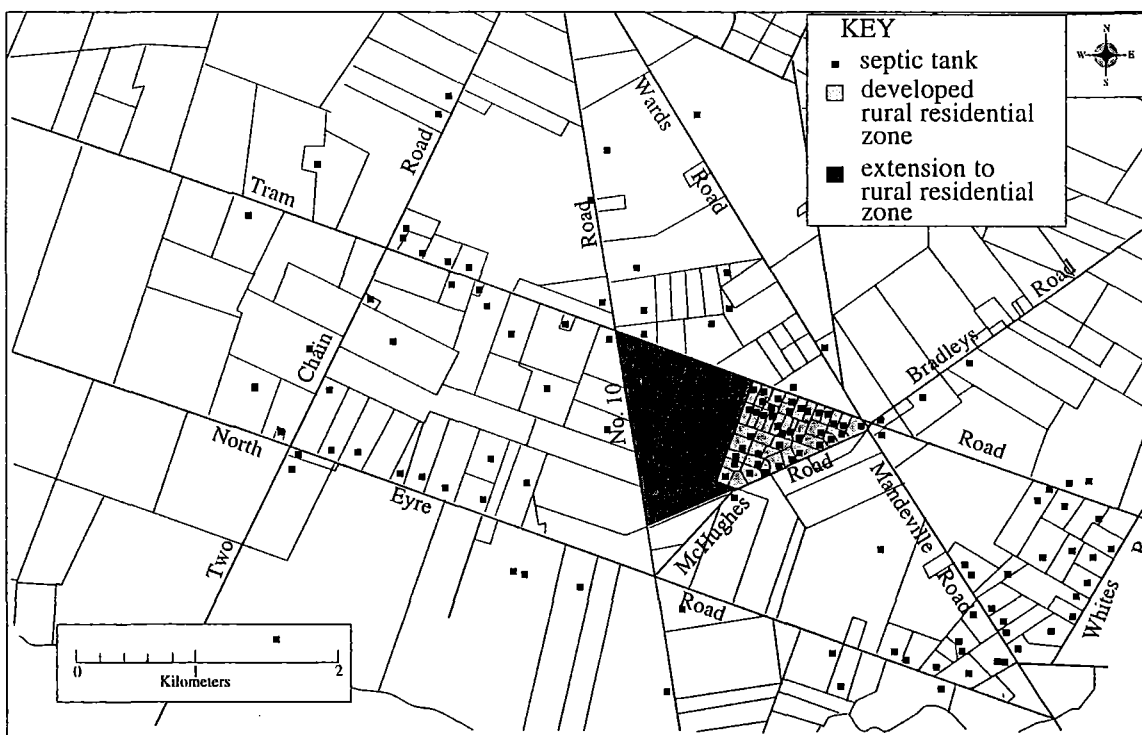 KEY
septic tank
developed
rural residential
zone
extension to
rural residential
zone
N
W
E
S
Wards
Road
Road
Tram
Road
Road
Bradleys
Chain
No. 10
North
Road
Road
Eyre
Mandeville
McHughes
Two
Road
Road
Whites
R
0
1
2
Kilometers